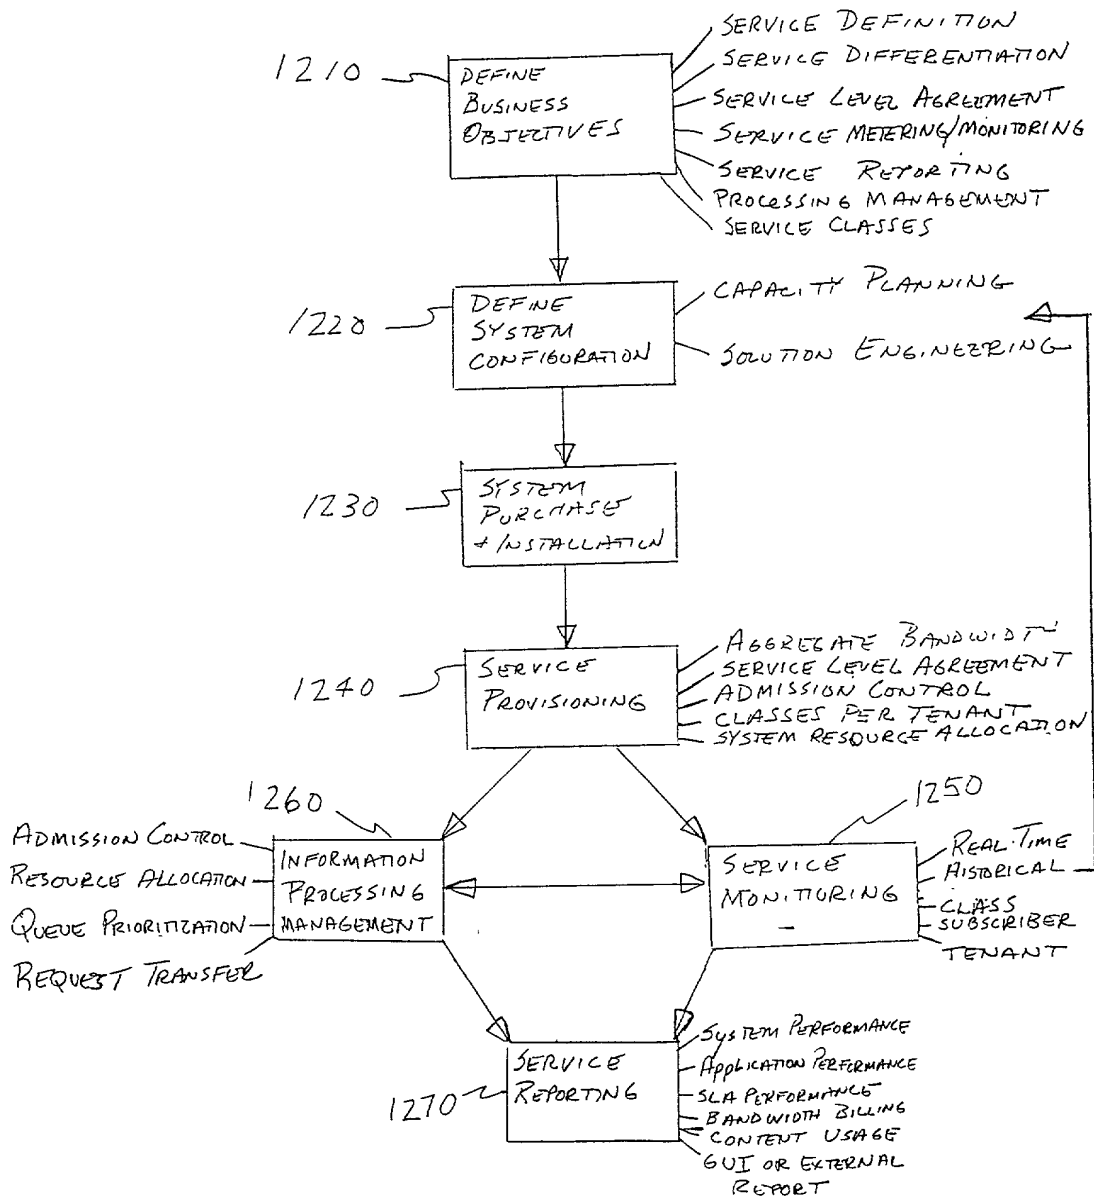 1210
DEFINE
BUSINESS
OBJECTIVES
SERVICE DEFINITION
SERVICE DIFFERENTIATION
SERVICE LEVEL AGREEMENT
SERVICE METERING/MONITORING
SERVICE REPORTING
PROCESSING MANAGEMENT
SERVICE CLASSES
1220
DEFINE
SYSTEM
CONFIGURATION
CAPACITY PLANNING
SOLUTION ENGINEERING
1230
SYSTEM
PURCHASE
+ INSTALLATION
1240
SERVICE
PROVISIONING
AGGREGATE BANDWIDTH
SERVICE LEVEL AGREEMENT
ADMISSION CONTROL
CLASSES PER TENANT
SYSTEM RESOURCE ALLOCATION
1260
ADMISSION CONTROL
RESOURCE ALLOCATION
QUEUE PRIORITIZATION
REQUEST TRANSFER
INFORMATION
PROCESSING
MANAGEMENT
1250
SERVICE
MONITORING
REAL-TIME
HISTORICAL
CLASS
SUBSCRIBER
TENANT
1270
SERVICE
REPORTING
SYSTEM PERFORMANCE
APPLICATION PERFORMANCE
SLA PERFORMANCE
BANDWIDTH BILLING
CONTENT USAGE
GUI OR EXTERNAL
REPORT